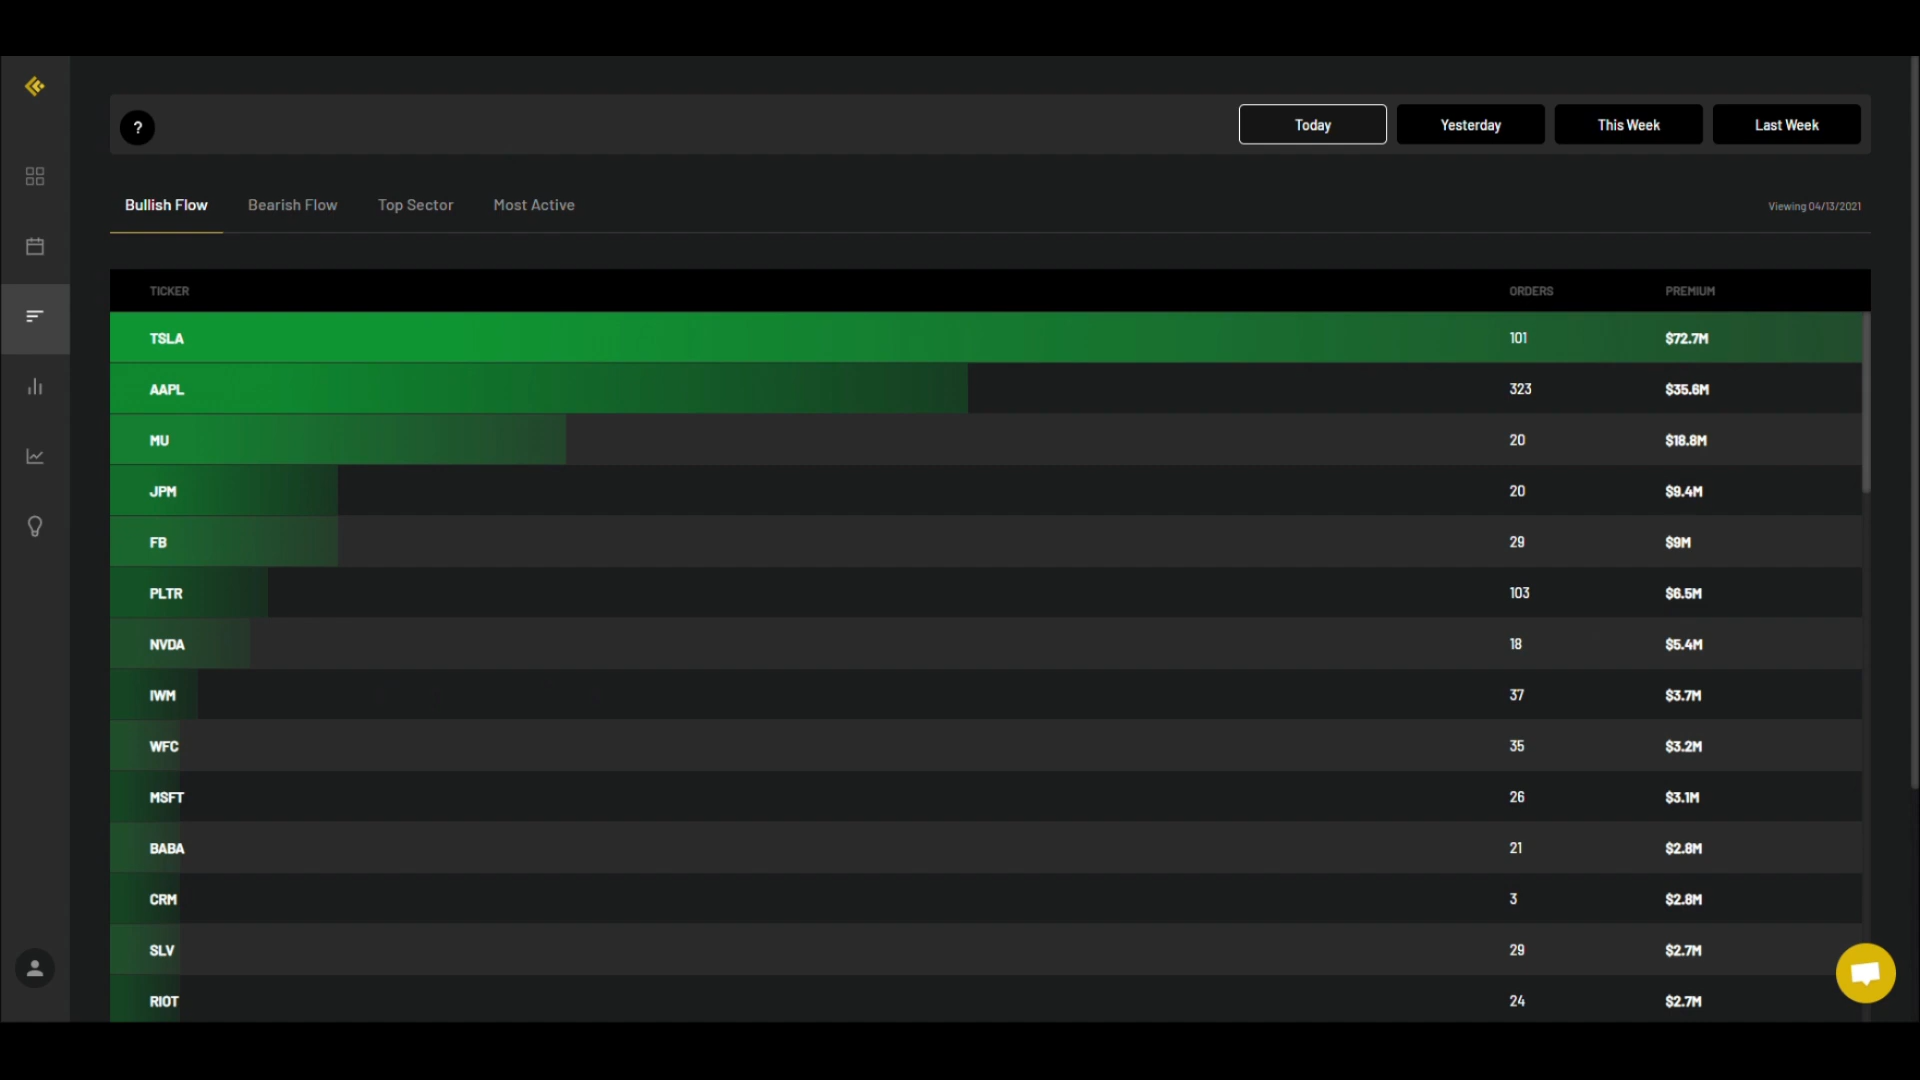 ?
Today Yesterday This Week Last Week
Bullish Flow Bearish Flow Top Sector Most Active
Viewing 04/13/2021
TICKER ORDERS PREMIUM
TSLA 101 $72.7M
AAPL 323 $35.6M
MU 20 $18.8M
JPM 20 $9.4M
FB 29 $9M
PLTR 103 $6.5M
NVDA 18 $5.4M
IWM 37 $3.7M
WFC 35 $3.2M
MSFT 26 $3.1M
BABA 21 $2.8M
CRM 3 $2.8M
SLV 29 $2.7M
RIOT 24 $2.7M